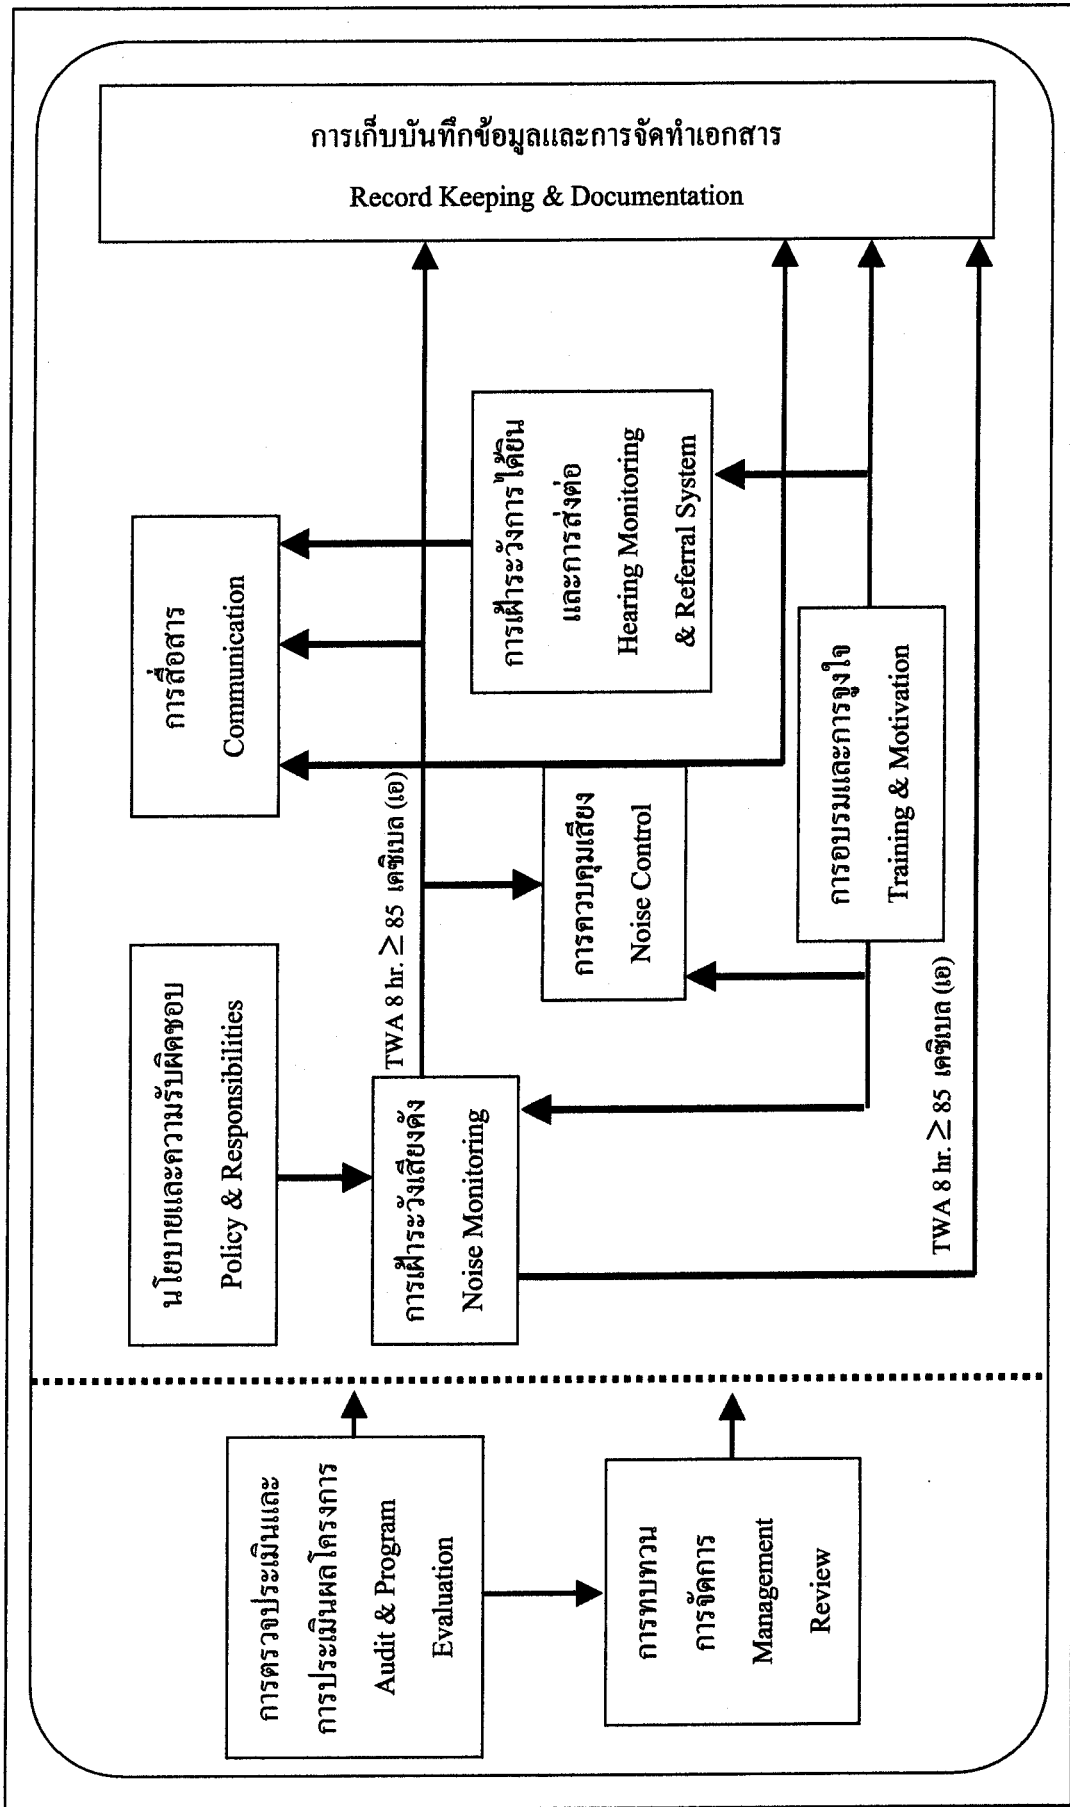 การตรวจประเมินและ
การประเมินผลโครงการ
Audit & Program
Evaluation
การทบทวน
การจัดการ
Management
Review
นโยบายและความรับผิดชอบ
Policy & Responsibilities
การเฝ้าระวังเสียงดัง
Noise Monitoring
TWA 8 hr. ≥ 85 เดซิเบล (เอ)
การสื่อสาร
Communication
การควบคุมเสียง
Noise Control
การเฝ้าระวังการได้ยิน
และการส่งต่อ
Hearing Monitoring
& Referral System
การอบรมและการจูงใจ
Training & Motivation
TWA 8 hr. ≥ 85 เดซิเบล (เอ)
การเก็บบันทึกข้อมูลและการจัดทำเอกสาร
Record Keeping & Documentation